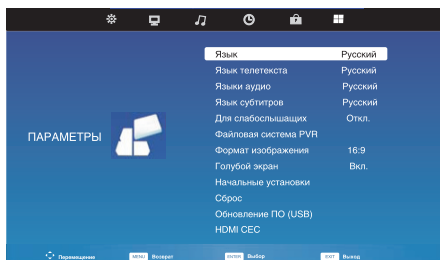 Язык Русский
Язык телетекста Русский
Языки аудио Русский
Язык субтитров Русский
Для слабослышащих Откл.
Файловая система PVR
ПАРАМЕТРЫ
Формат изображения 16:9
Голубой экран Вкл.
Начальные установки
Сброс
Обновление ПО (USB)
HDMI CEC
Перемещение MENU Возврат ENTER Выбор EXIT Выход